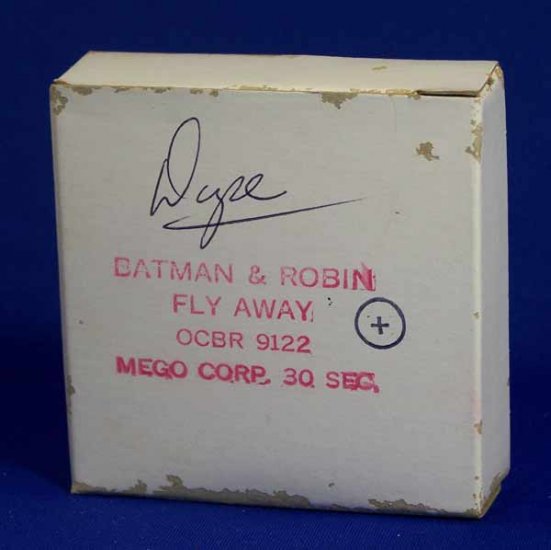 Dupe
BATMAN & ROBIN
FLY AWAY
+
OCBR 9122
MEGO CORP. 30 SEC.